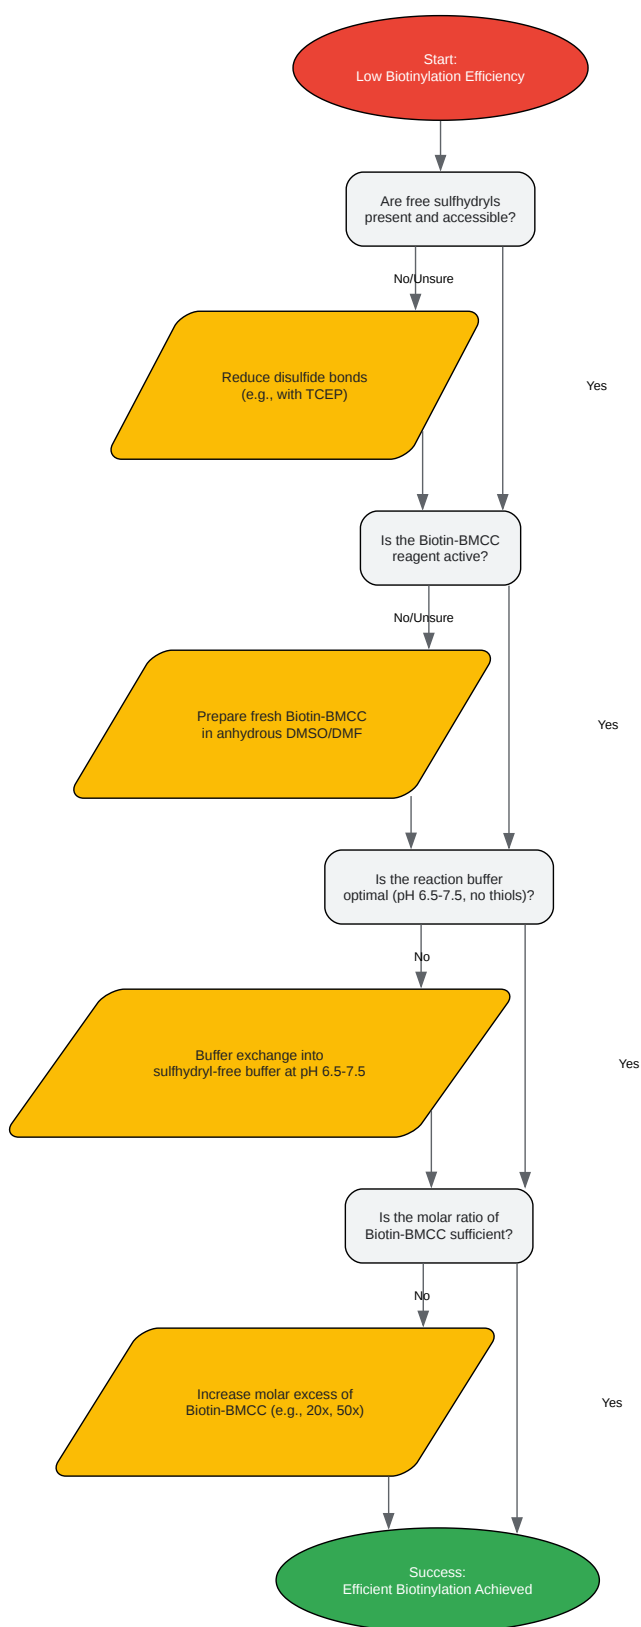 Start:
Low Biotinylation Efficiency
Are free sulfhydryls
present and accessible?
No/Unsure
Reduce disulfide bonds
(e.g., with TCEP)
Yes
Is the Biotin-BMCC
reagent active?
No/Unsure
Prepare fresh Biotin-BMCC
in anhydrous DMSO/DMF
Yes
Is the reaction buffer
optimal (pH 6.5-7.5, no thiols)?
No
Buffer exchange into
sulfhydryl-free buffer at pH 6.5-7.5
Yes
Is the molar ratio of
Biotin-BMCC sufficient?
No
Increase molar excess of
Biotin-BMCC (e.g., 20x, 50x)
Yes
Success:
Efficient Biotinylation Achieved